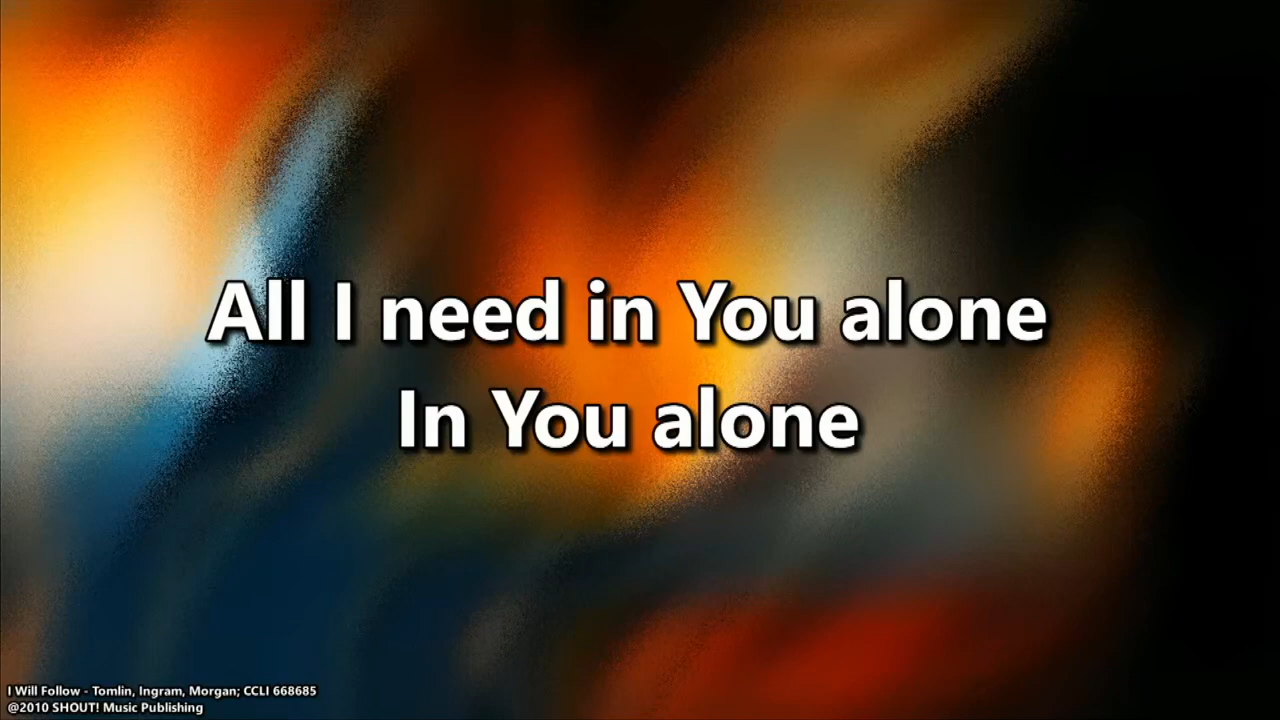 All I need in You alone
In You alone
I Will Follow - Tomlin, Ingram, Morgan; CCLI 668685
@2010 SHOUT! Music Publishing